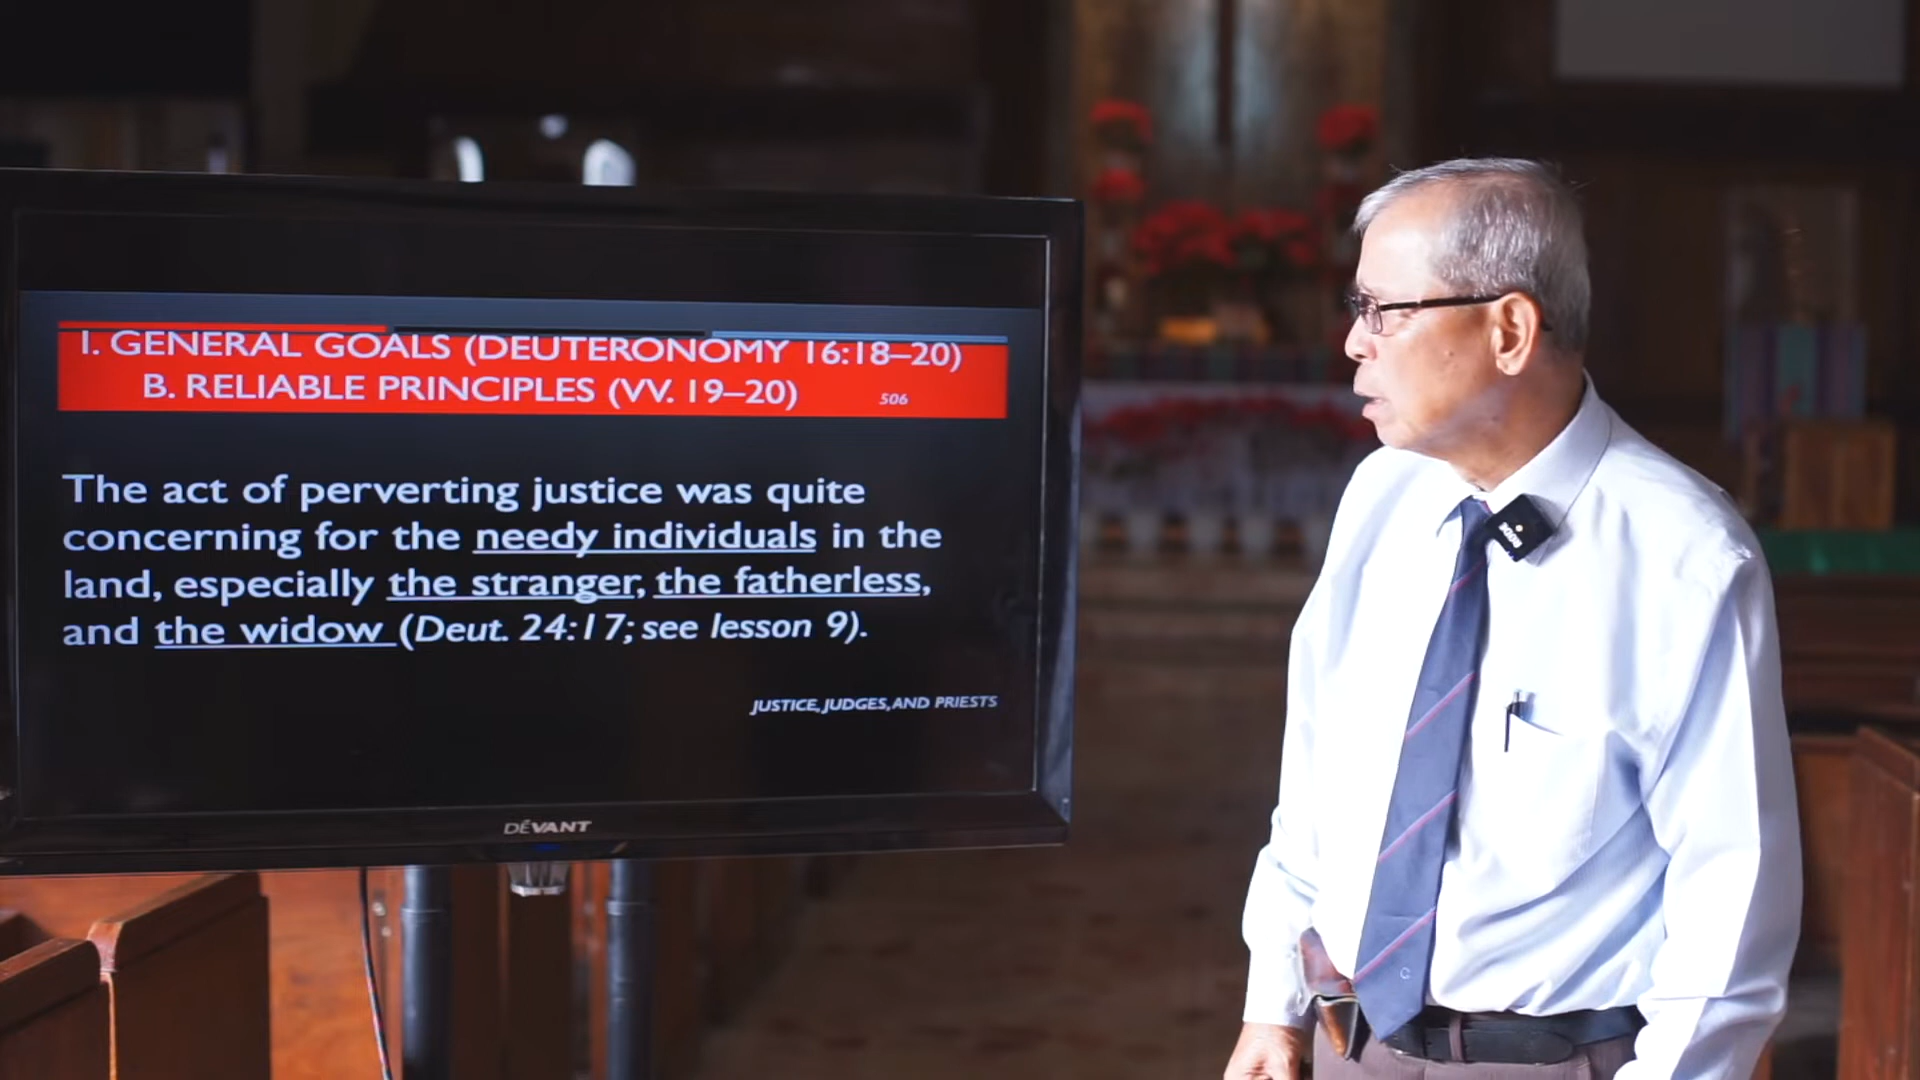 I. GENERAL GOALS (DEUTERONOMY 16:18–20)
B. RELIABLE PRINCIPLES (VV. 19–20)
506
The act of perverting justice was quite
concerning for the needy individuals in the
land, especially the stranger, the fatherless,
and the widow (Deut. 24:17; see lesson 9).
JUSTICE, JUDGES, AND PRIESTS
DÉVANT
RODE
C